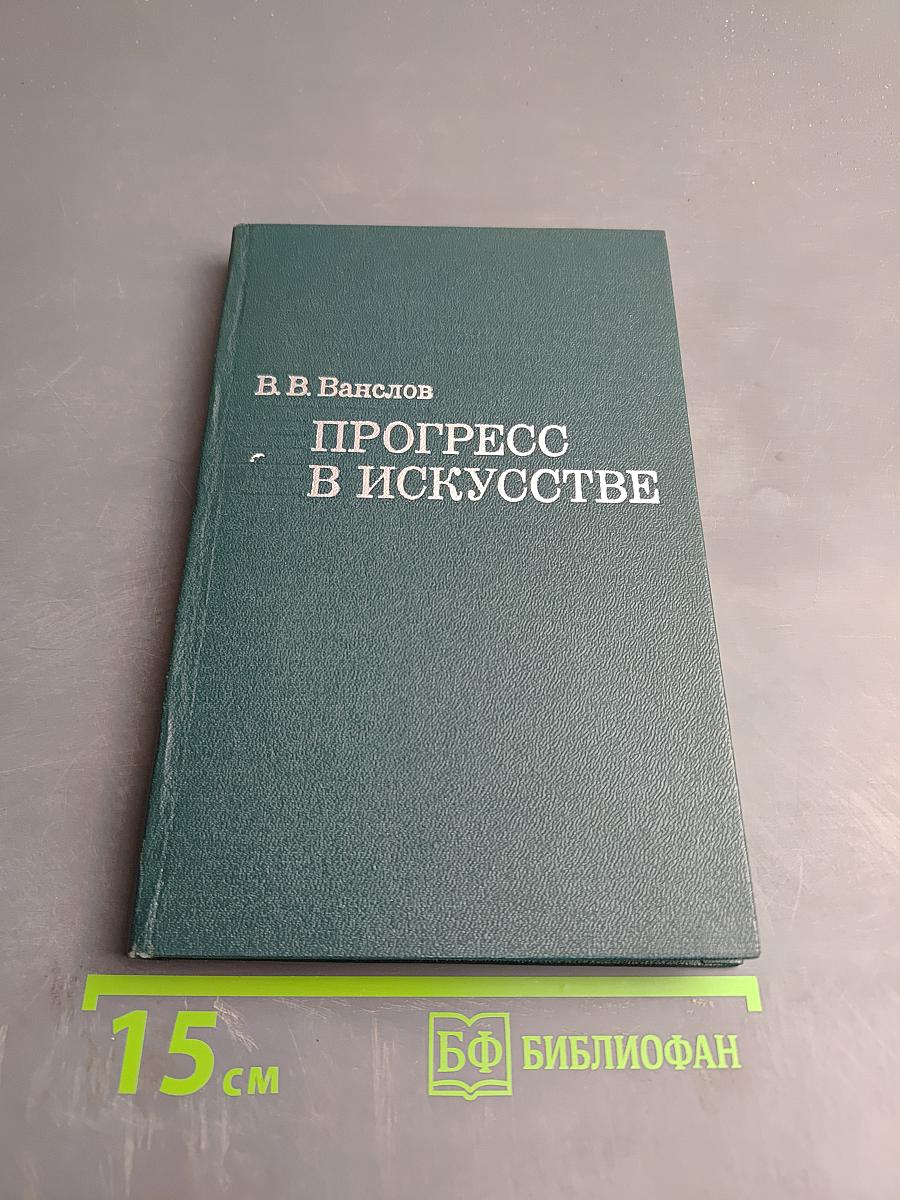 В. В. Ванслов
ПРОГРЕСС
В ИСКУССТВЕ
15 см
БФ БИБЛИОФАН